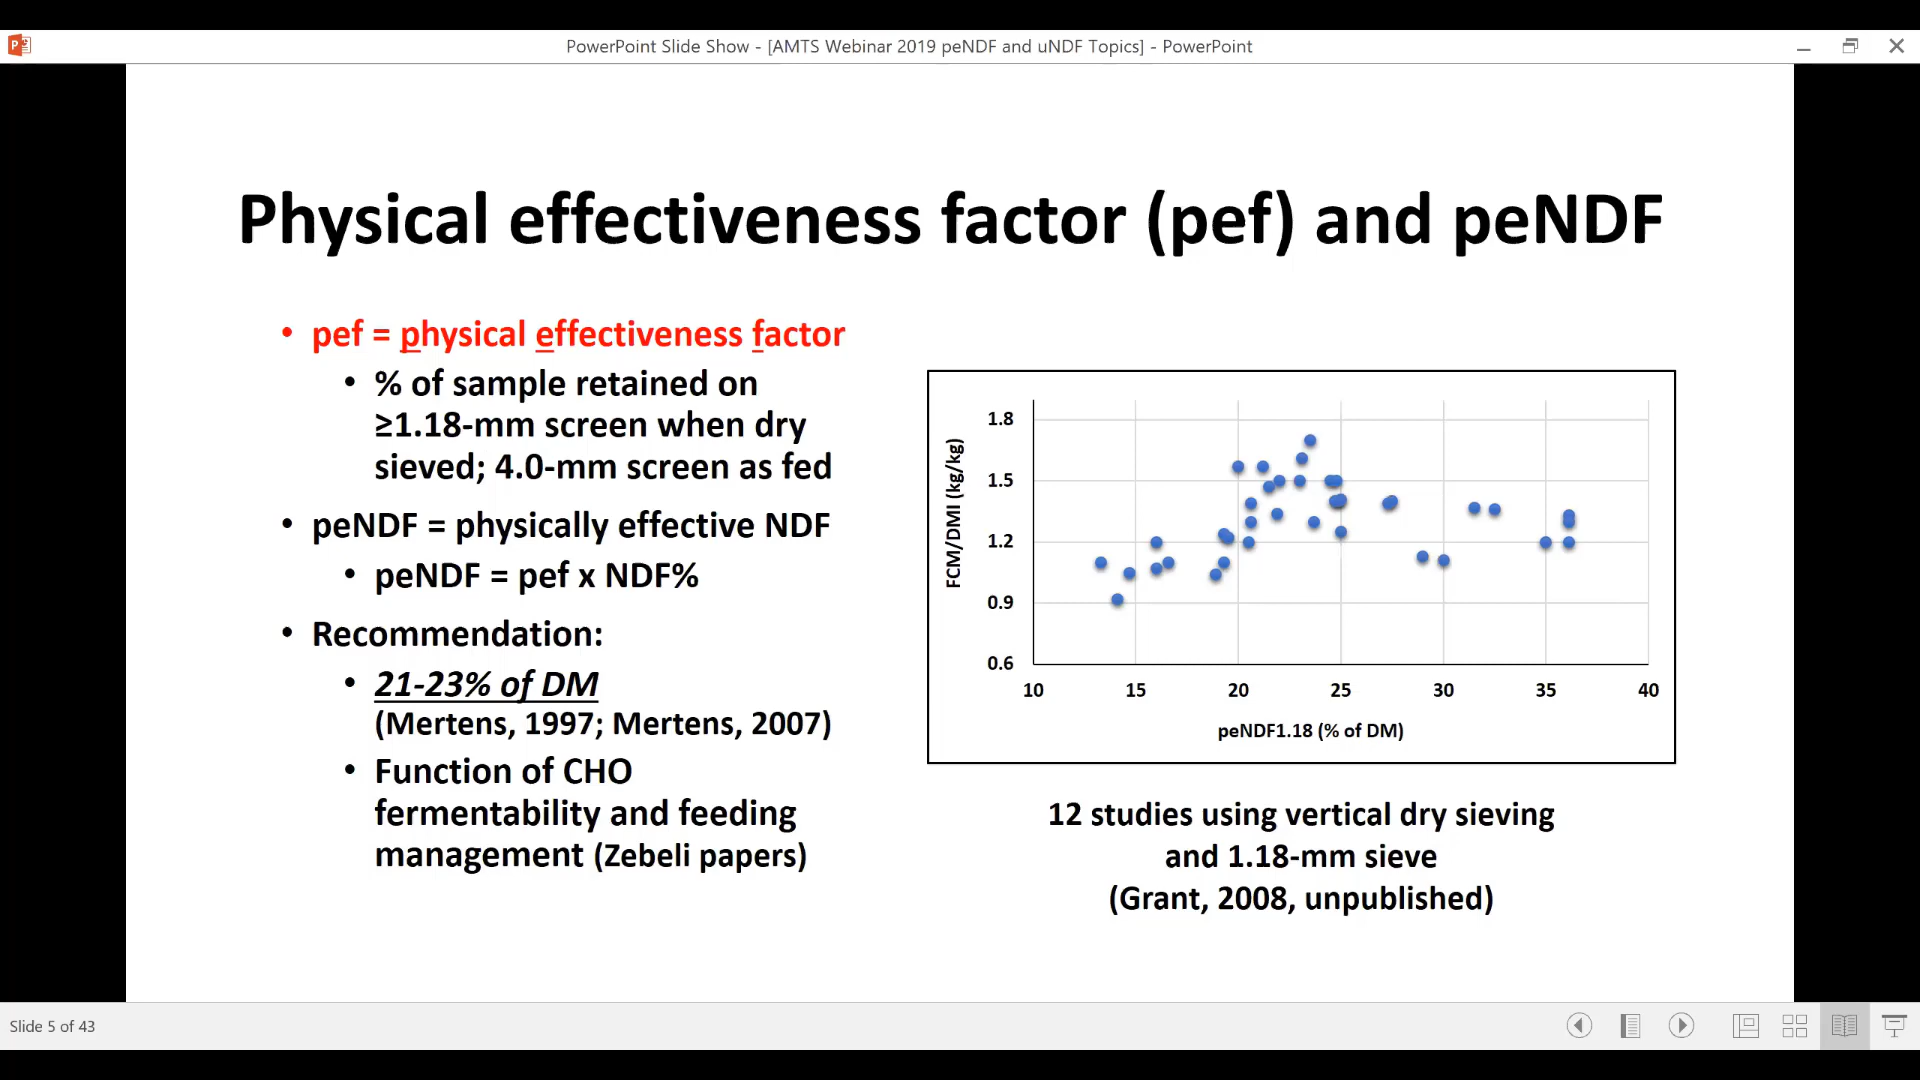 PowerPoint Slide Show - [AMTS Webinar 2019 peNDF and uNDF Topics] - PowerPoint
Physical effectiveness factor (pef) and peNDF
• pef = physical effectiveness factor
• % of sample retained on
≥1.18-mm screen when dry
sieved; 4.0-mm screen as fed
• peNDF = physically effective NDF
• peNDF = pef x NDF%
• Recommendation:
• 21-23% of DM
(Mertens, 1997; Mertens, 2007)
• Function of CHO
fermentability and feeding
management (Zebeli papers)
FCM/DMI (kg/kg)
1.8
1.5
1.2
0.9
0.6
10 15 20 25 30 35 40
peNDF1.18 (% of DM)
12 studies using vertical dry sieving
and 1.18-mm sieve
(Grant, 2008, unpublished)
Slide 5 of 43